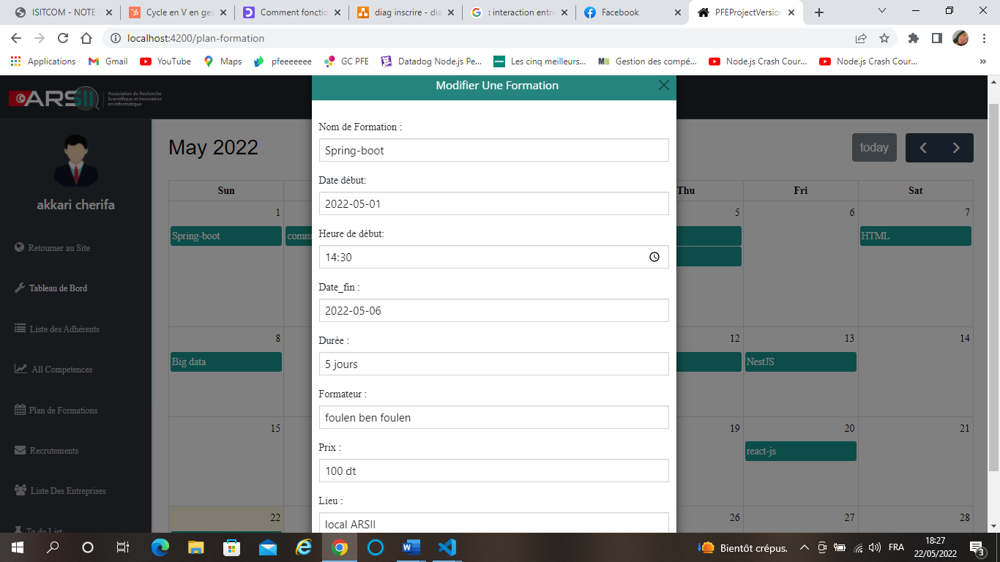 ISITCOM - NOTE
Cycle en V en ges
Comment fonctio
diag inscrire - dia
: interaction entre
Facebook
PFEProjectVersion
localhost:4200/plan-formation
Applications
Gmail
YouTube
Maps
pfeeeeeee
GC PFE
Datadog Node.js Pe...
Les cinq meilleurs...
Gestion des compé...
Node.js Crash Cour...
Node.js Crash Cour...
»
ARSII
Association de Recherche
Scientifique et Innovation
en Informatique
akkari cherifa
Retourner au Site
Tableau de Bord
Liste des Adhérents
All Competences
Plan de Formations
Recrutements
Liste Des Entreprises
To do List
May 2022
today
Sun
Thu
Fri
Sat
1
5
6
7
Spring-boot
comm
HTML
8
12
13
14
Big data
NestJS
15
19
20
21
react-js
22
26
27
28
Modifier Une Formation
Nom de Formation :
Spring-boot
Date début:
2022-05-01
Heure de début:
14:30
Date_fin :
2022-05-06
Durée :
5 jours
Formateur :
foulen ben foulen
Prix :
100 dt
Lieu :
local ARSII
Bientôt crépus.
FRA
18:27
22/05/2022
3